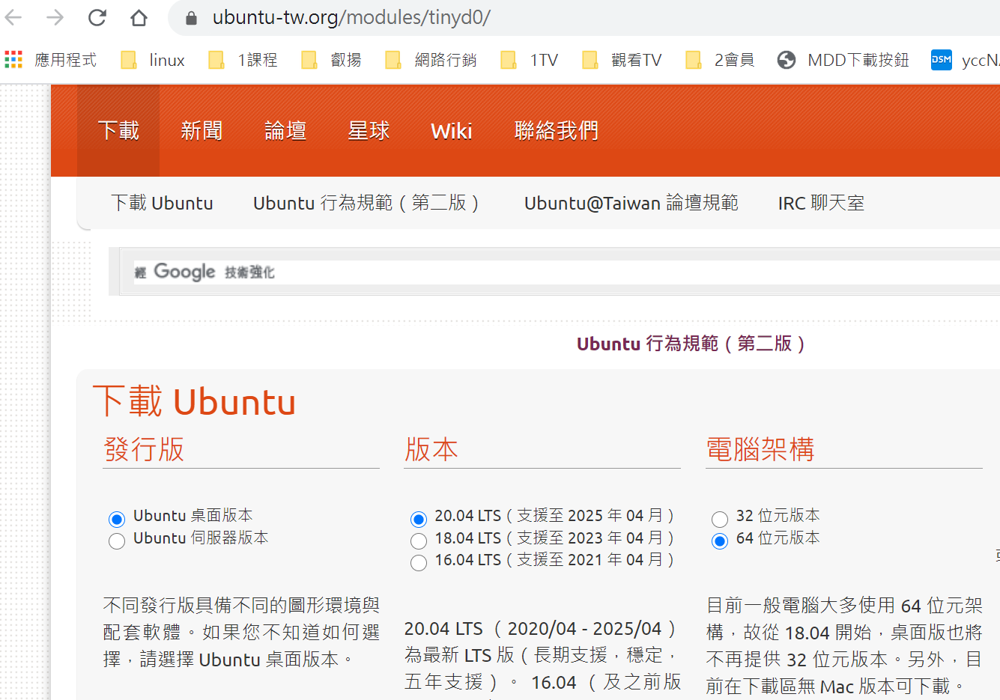 ubuntu-tw.org/modules/tinyd0/
應用程式 linux 1課程 叡揚 網路行銷 1TV 觀看TV 2會員 MDD下載按鈕 DSM
下載 新聞 論壇 星球 Wiki 聯絡我們
下載 Ubuntu Ubuntu 行為規範（第二版） Ubuntu@Taiwan 論壇規範 IRC 聊天室
經 Google 技術強化
Ubuntu 行為規範（第二版）
下載 Ubuntu
發行版
Ubuntu 桌面版本
Ubuntu 伺服器版本
不同發行版具備不同的圖形環境與
配套軟體。如果您不知道如何選
擇，請選擇 Ubuntu 桌面版本。
版本
20.04 LTS（支援至 2025 年 04 月）
18.04 LTS（支援至 2023 年 04 月）
16.04 LTS（支援至 2021 年 04 月）
20.04 LTS （2020/04 - 2025/04）
為最新 LTS 版（長期支援，穩定，
五年支援）。 16.04 （及之前版
電腦架構
32 位元版本
64 位元版本
目前一般電腦大多使用 64 位元架
構，故從 18.04 開始，桌面版也將
不再提供 32 位元版本。另外，目
前在下載區無 Mac 版本可下載。